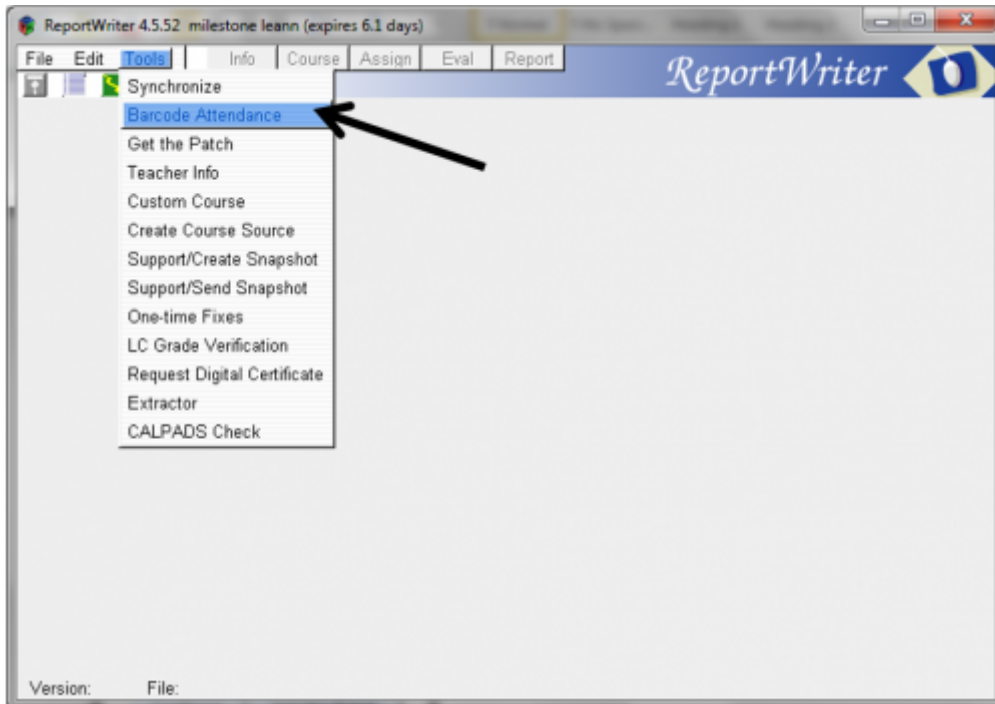 ReportWriter 4.5.52 milestone leann (expires 6.1 days)
File Edit Tools Info Course Assign Eval Report
ReportWriter
Synchronize
Barcode Attendance
Get the Patch
Teacher Info
Custom Course
Create Course Source
Support/Create Snapshot
Support/Send Snapshot
One-time Fixes
LC Grade Verification
Request Digital Certificate
Extractor
CALPADS Check
Version: File: